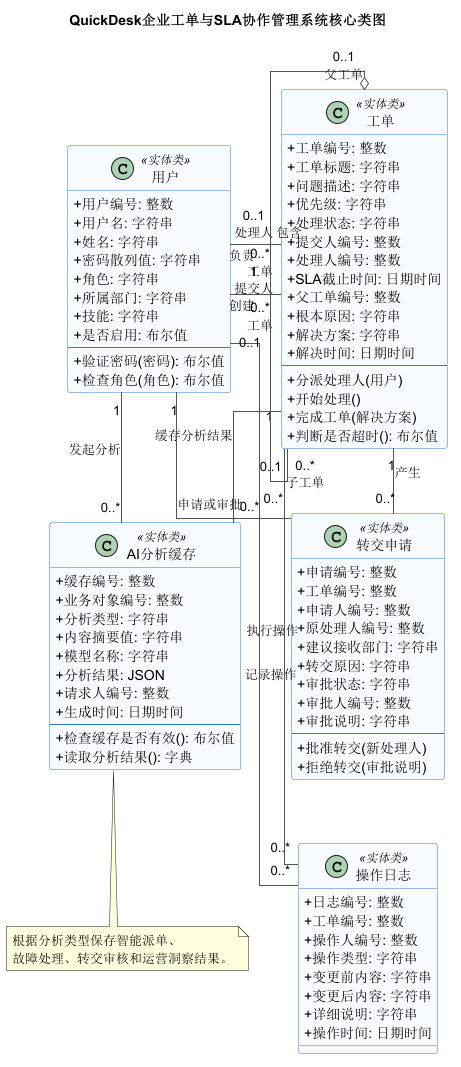 QuickDesk企业工单与SLA协作管理系统核心类图
0..1
父工单
C
«实体类»
工单
+工单编号: 整数
+工单标题: 字符串
+问题描述: 字符串
+优先级: 字符串
+处理状态: 字符串
+提交人编号: 整数
+处理人编号: 整数
+SLA截止时间: 日期时间
+父工单编号: 整数
+根本原因: 字符串
+解决方案: 字符串
+解决时间: 日期时间
+分派处理人(用户)
+开始处理()
+完成工单(解决方案)
+判断是否超时(): 布尔值
C
«实体类»
用户
+用户编号: 整数
+用户名: 字符串
+姓名: 字符串
+密码散列值: 字符串
+角色: 字符串
+所属部门: 字符串
+技能: 字符串
+是否启用: 布尔值
+验证密码(密码): 布尔值
+检查角色(角色): 布尔值
0..1
处理人
包含
负责
0..*
工单
1
提交人
创建
0..*
工单
0..1
1
1
1
发起分析
缓存分析结果
0..1
0..*
子工单
1
产生
0..*
申请或审批
0..*
0..*
0..*
C
«实体类»
AI分析缓存
+缓存编号: 整数
+业务对象编号: 整数
+分析类型: 字符串
+内容摘要值: 字符串
+模型名称: 字符串
+分析结果: JSON
+请求人编号: 整数
+生成时间: 日期时间
+检查缓存是否有效(): 布尔值
+读取分析结果(): 字典
C
«实体类»
转交申请
+申请编号: 整数
+工单编号: 整数
+申请人编号: 整数
+原处理人编号: 整数
+建议接收部门: 字符串
+转交原因: 字符串
+审批状态: 字符串
+审批人编号: 整数
+审批说明: 字符串
+批准转交(新处理人)
+拒绝转交(审批说明)
执行操作
记录操作
0..*
0..*
C
«实体类»
操作日志
+日志编号: 整数
+工单编号: 整数
+操作人编号: 整数
+操作类型: 字符串
+变更前内容: 字符串
+变更后内容: 字符串
+详细说明: 字符串
+操作时间: 日期时间
根据分析类型保存智能派单、
故障处理、转交审核和运营洞察结果。